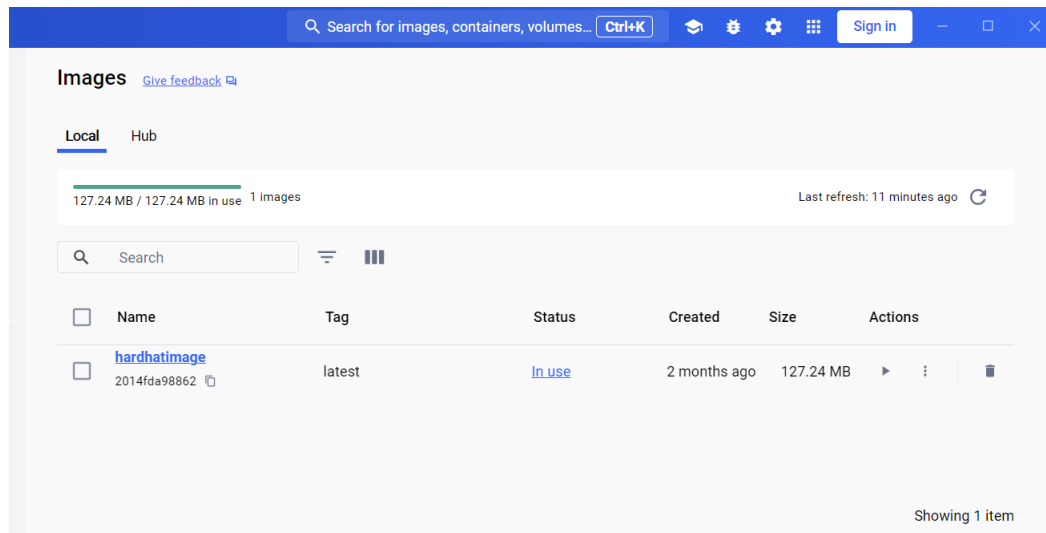 Search for images, containers, volumes... Ctrl+K Sign in
Images Give feedback
Local Hub
127.24 MB / 127.24 MB in use 1 images Last refresh: 11 minutes ago
Search
Name Tag Status Created Size Actions
hardhatimage
latest In use 2 months ago 127.24 MB
2014fda98862
Showing 1 item